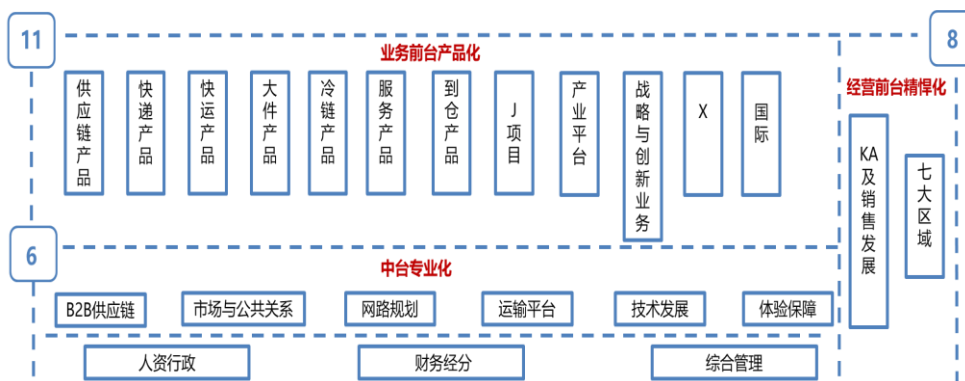 11
8
业务前台产品化
经营前台精悍化
供应链产品
快递产品
快运产品
大件产品
冷链产品
服务产品
到仓产品
J项目
产业平台
战略与创新业务
X
国际
KA及销售发展
七大区域
6
中台专业化
B2B供应链
市场与公共关系
网路规划
运输平台
技术发展
体验保障
人资行政
财务经分
综合管理